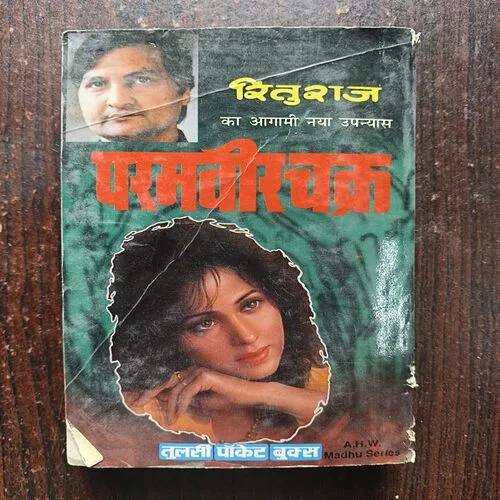 रितुराज
का आगामी नया उपन्यास
परमवीरचक्र
तुलसी पाकेट बुक्स
A.H.W.
Madhu Series